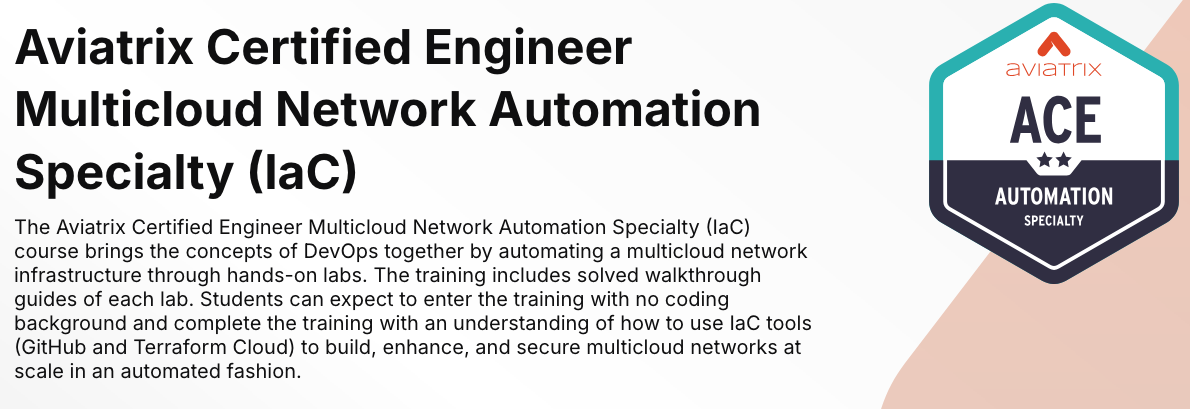 Aviatrix Certified Engineer
Multicloud Network Automation
Specialty (IaC)
The Aviatrix Certified Engineer Multicloud Network Automation Specialty (IaC)
course brings the concepts of DevOps together by automating a multicloud network
infrastructure through hands-on labs. The training includes solved walkthrough
guides of each lab. Students can expect to enter the training with no coding
background and complete the training with an understanding of how to use IaC tools
(GitHub and Terraform Cloud) to build, enhance, and secure multicloud networks at
scale in an automated fashion.
aviatrix
ACE
AUTOMATION
SPECIALTY